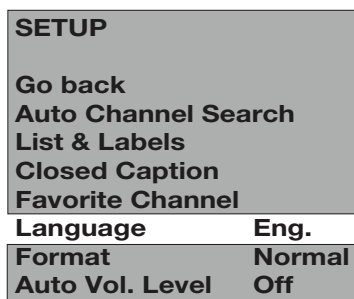 SETUP
Go back
Auto Channel Search
List & Labels
Closed Caption
Favorite Channel
Language Eng.
Format Normal
Auto Vol. Level Off